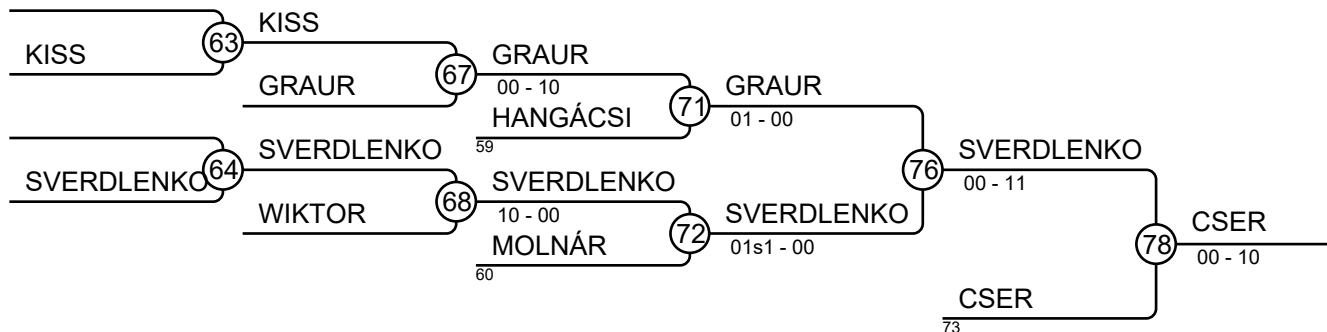 KISS
63
KISS
GRAUR
67
GRAUR
00 - 10
HANGÁCSI
59
71
GRAUR
01 - 00
SVERDLENKO
64
SVERDLENKO
WIKTOR
68
SVERDLENKO
10 - 00
MOLNÁR
60
72
SVERDLENKO
01s1 - 00
76
SVERDLENKO
00 - 11
CSER
73
78
CSER
00 - 10